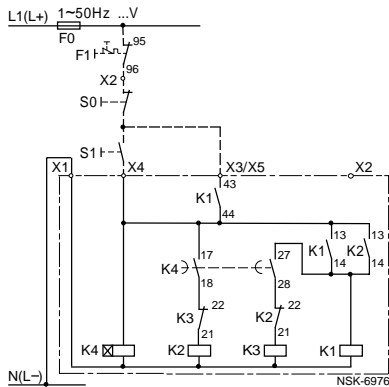 L1(L+) 1~50Hz ...V
F0
F1 95
96
X2
S0
S1
X1 X4 X3/X5 X2
43
K1
44
17 27 13 13
K4 K1 K2
18 28 14 14
K3 22 K2 22
21 21
K4 K2 K3 K1
N(L–)
NSK-6976